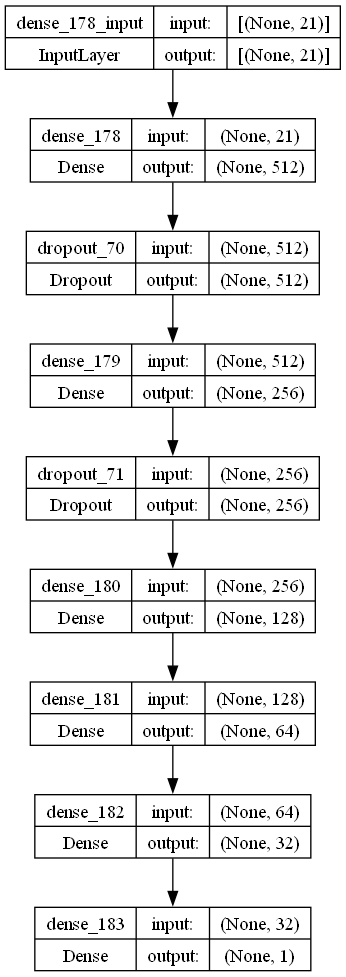 dense_178_input input: [(None, 21)]
InputLayer output: [(None, 21)]
dense_178 input: (None, 21)
Dense output: (None, 512)
dropout_70 input: (None, 512)
Dropout output: (None, 512)
dense_179 input: (None, 512)
Dense output: (None, 256)
dropout_71 input: (None, 256)
Dropout output: (None, 256)
dense_180 input: (None, 256)
Dense output: (None, 128)
dense_181 input: (None, 128)
Dense output: (None, 64)
dense_182 input: (None, 64)
Dense output: (None, 32)
dense_183 input: (None, 32)
Dense output: (None, 1)